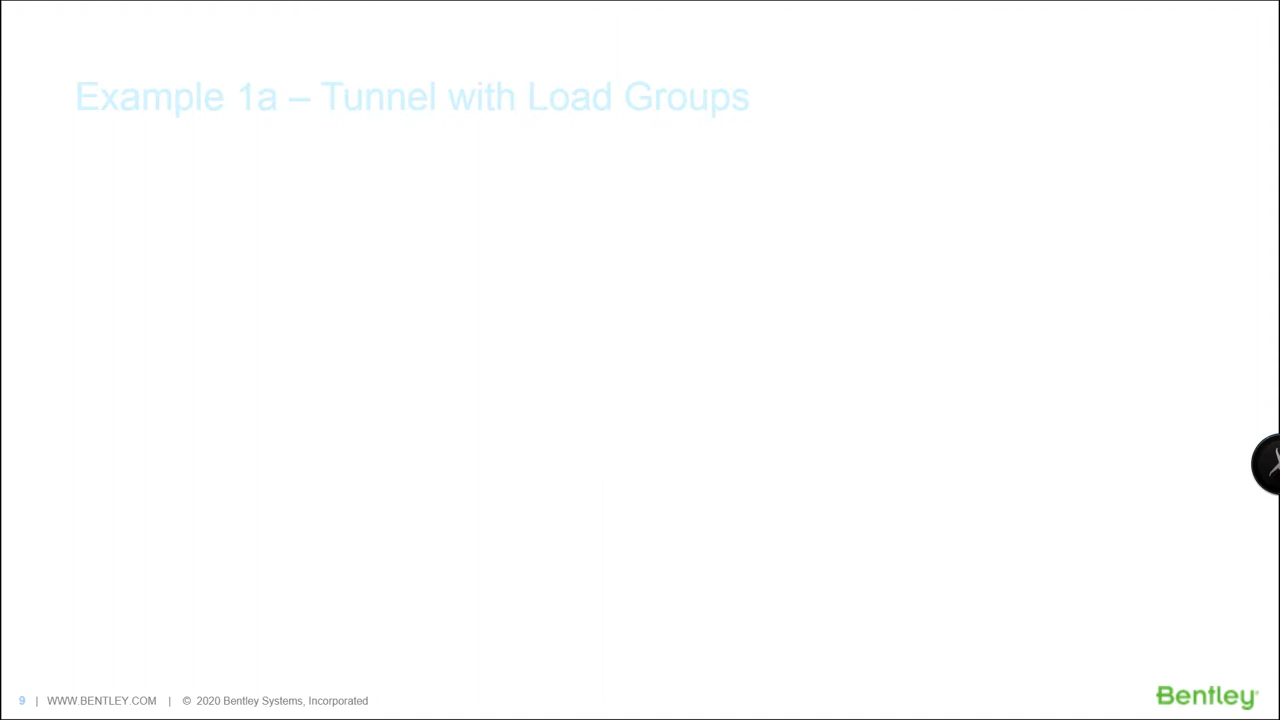 Example 1a – Tunnel with Load Groups
9 | WWW.BENTLEY.COM | © 2020 Bentley Systems, Incorporated
Bentley®